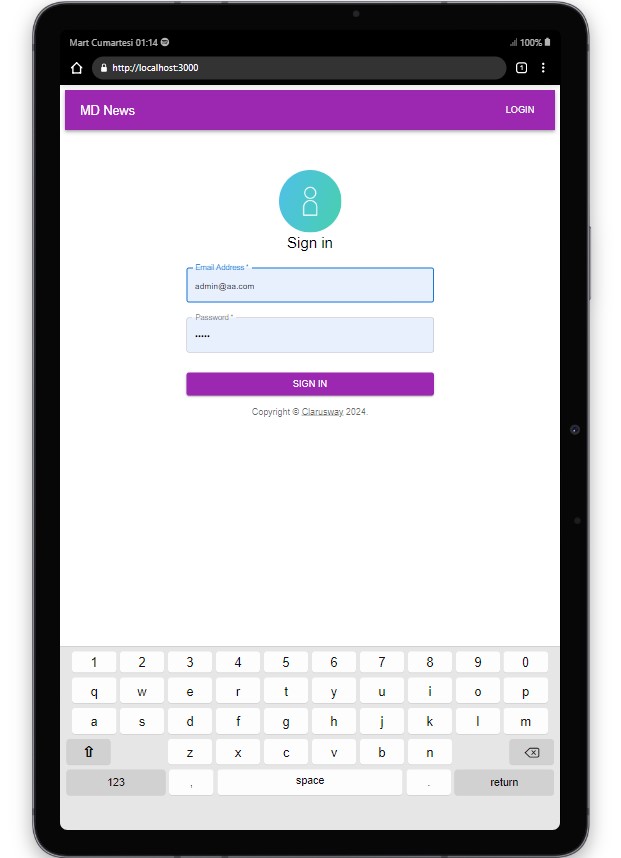 Mart Cumartesi 01:14
100%
http://localhost:3000
1
MD News
LOGIN
Sign in
Email Address *
admin@aa.com
Password *
•••••
SIGN IN
Copyright © Clarusway 2024.
1 2 3 4 5 6 7 8 9 0
q w e r t y u i o p
a s d f g h j k l m
z x c v b n
123 , space . return